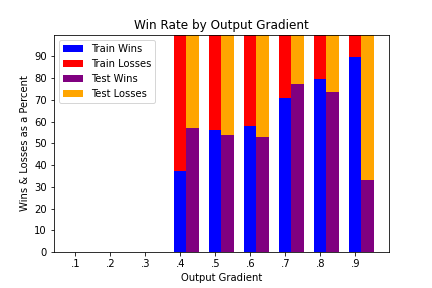 Win Rate by Output Gradient
Train Wins
Train Losses
Test Wins
Test Losses
Wins & Losses as a Percent
90
80
70
60
50
40
30
20
10
0
.1 .2 .3 .4 .5 .6 .7 .8 .9
Output Gradient